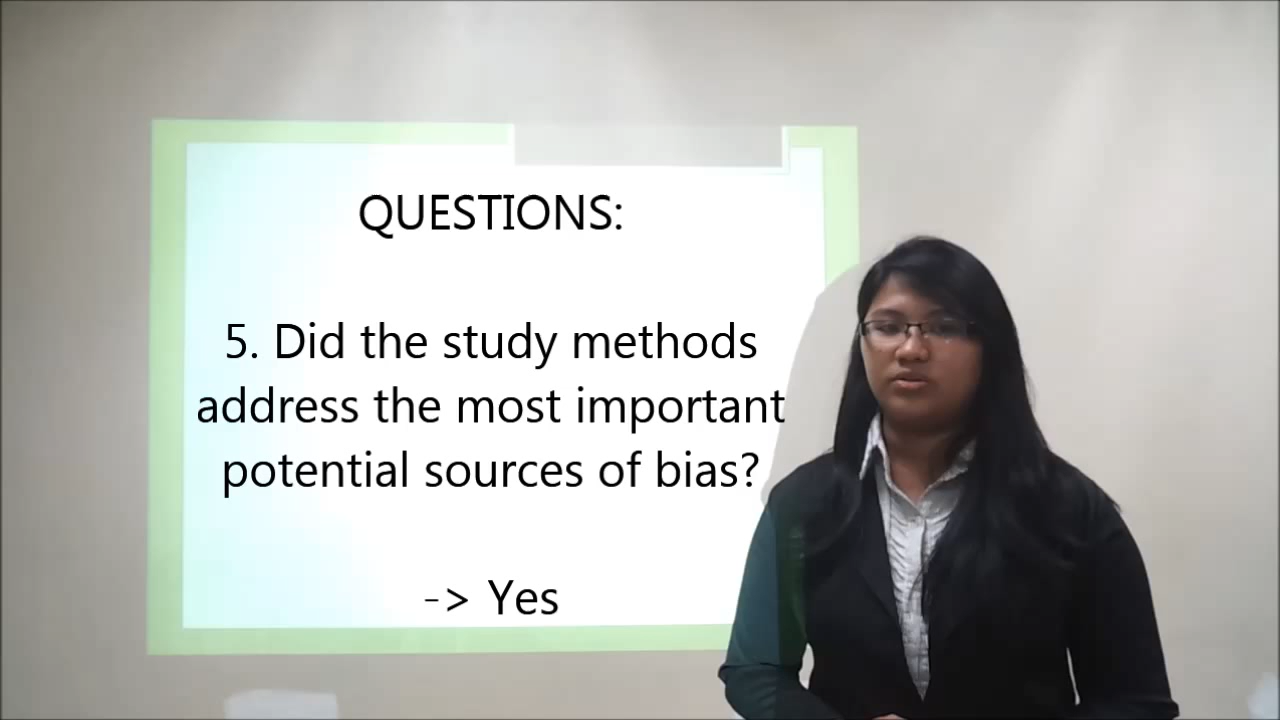 QUESTIONS:
5. Did the study methods
address the most important
potential sources of bias?
-> Yes